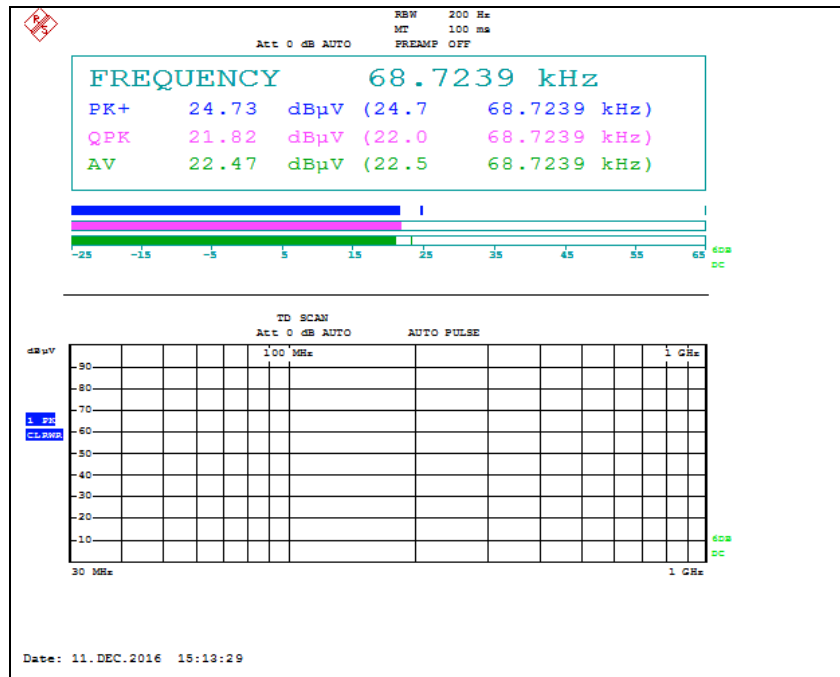 RBW 200 Hz
MT 100 ms
Att 0 dB AUTO PREAMP OFF
FREQUENCY 68.7239 kHz
PK+ 24.73 dBµV (24.7 68.7239 kHz)
QPK 21.82 dBµV (22.0 68.7239 kHz)
AV 22.47 dBµV (22.5 68.7239 kHz)
-25 -15 -5 5 15 25 35 45 55 65
6DB
DC
TD SCAN
Att 0 dB AUTO AUTO PULSE
dBµV
100 MHz 1 GHz
90
80
70
1 PK
60
CLRWR
50
40
30
20
10
6DB
DC
30 MHz 1 GHz
Date: 11.DEC.2016 15:13:29